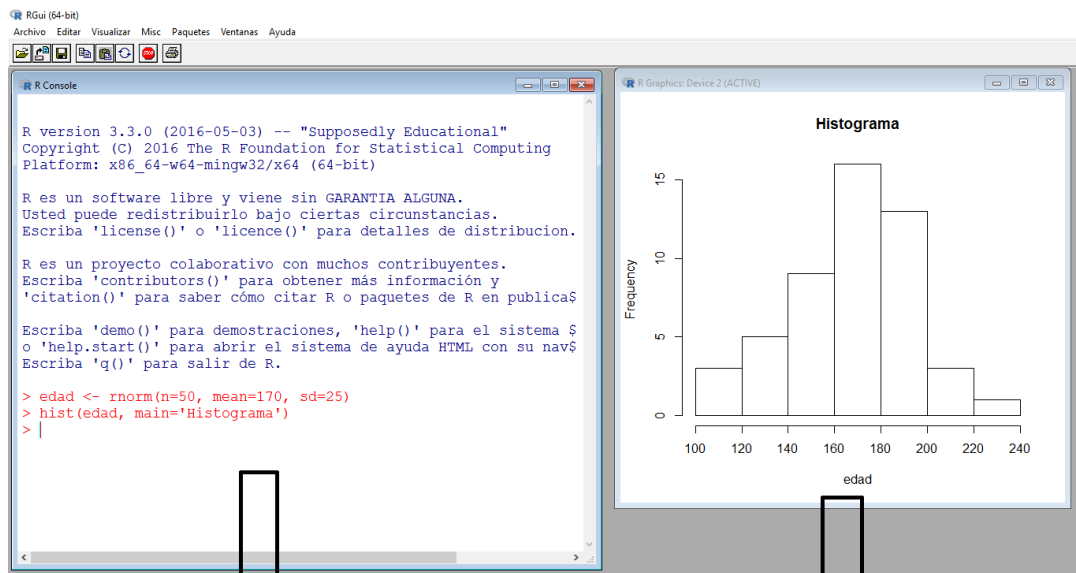 RGui (64-bit)
Archivo Editar Visualizar Misc Paquetes Ventanas Ayuda
STOP
R Console
R version 3.3.0 (2016-05-03) -- "Supposedly Educational"
Copyright (C) 2016 The R Foundation for Statistical Computing
Platform: x86_64-w64-mingw32/x64 (64-bit)
R es un software libre y viene sin GARANTIA ALGUNA.
Usted puede redistribuirlo bajo ciertas circunstancias.
Escriba 'license()' o 'licence()' para detalles de distribucion.
R es un proyecto colaborativo con muchos contribuyentes.
Escriba 'contributors()' para obtener más información y
'citation()' para saber cómo citar R o paquetes de R en publica$
Escriba 'demo()' para demostraciones, 'help()' para el sistema $
o 'help.start()' para abrir el sistema de ayuda HTML con su nav$
Escriba 'q()' para salir de R.
> edad <- rnorm(n=50, mean=170, sd=25)
> hist(edad, main='Histograma')
>
R Graphics: Device 2 (ACTIVE)
Histograma
Frequency
15
10
5
0
100 120 140 160 180 200 220 240
edad